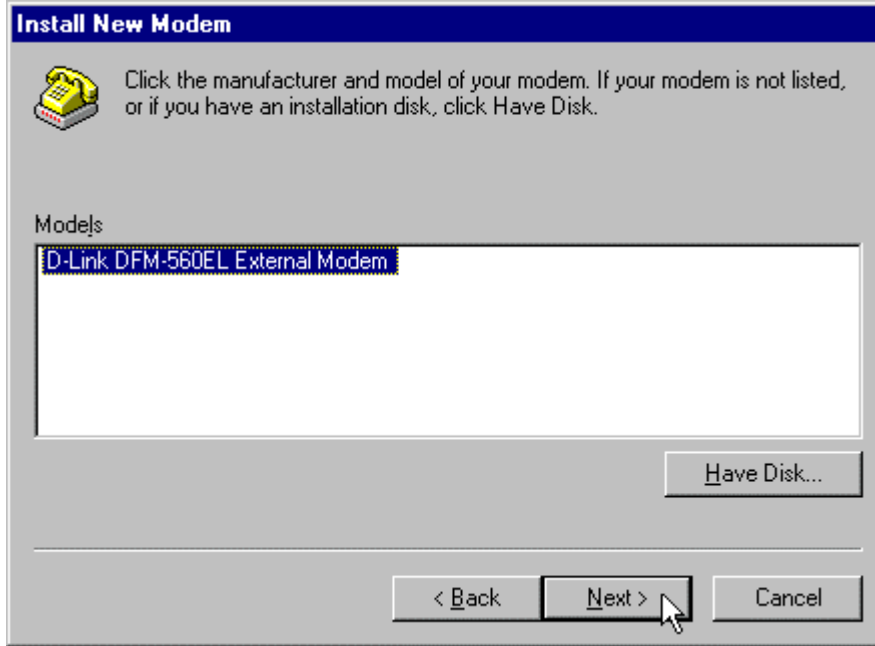 Install New Modem
Click the manufacturer and model of your modem. If your modem is not listed,
or if you have an installation disk, click Have Disk.
Models
D-Link DFM-560EL External Modem
Have Disk...
< Back Next > Cancel